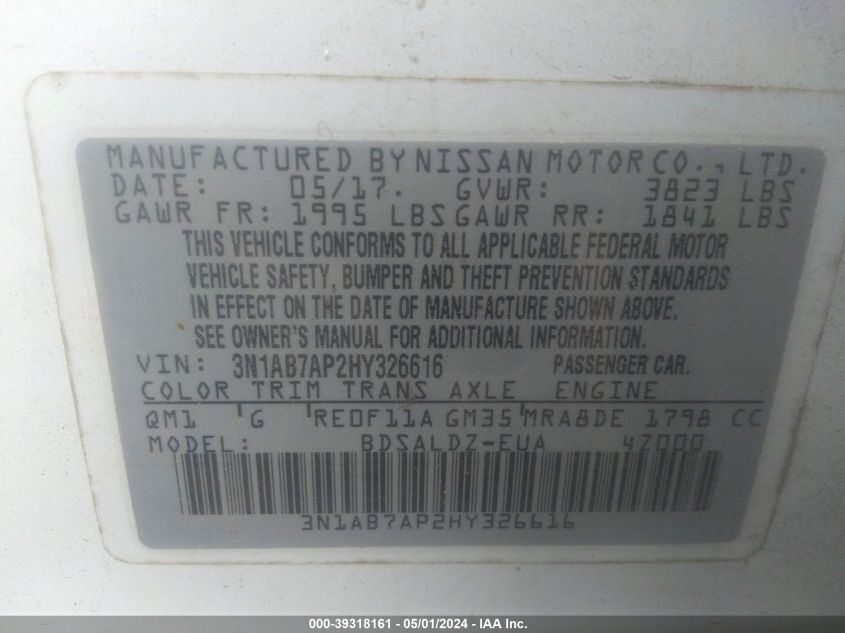 MANUFACTURED BY NISSAN MOTOR CO., LTD.
DATE: 05/17. GVWR: 3823 LBS
GAWR FR: 1995 LBS GAWR RR: 1841 LBS
THIS VEHICLE CONFORMS TO ALL APPLICABLE FEDERAL MOTOR
VEHICLE SAFETY, BUMPER AND THEFT PREVENTION STANDARDS
IN EFFECT ON THE DATE OF MANUFACTURE SHOWN ABOVE.
SEE OWNER'S MANUAL FOR ADDITIONAL INFORMATION.
VIN: 3N1AB7AP2HY326616 PASSENGER CAR.
COLOR TRIM TRANS AXLE ENGINE
QM1 'G 'RE0F11A GM35 'MRA8DE 1798 CC
MODEL: BDSALDZ-EUA 4Z000
3N1AB7AP2HY326616
000-39318161 - 05/01/2024 - IAA Inc.